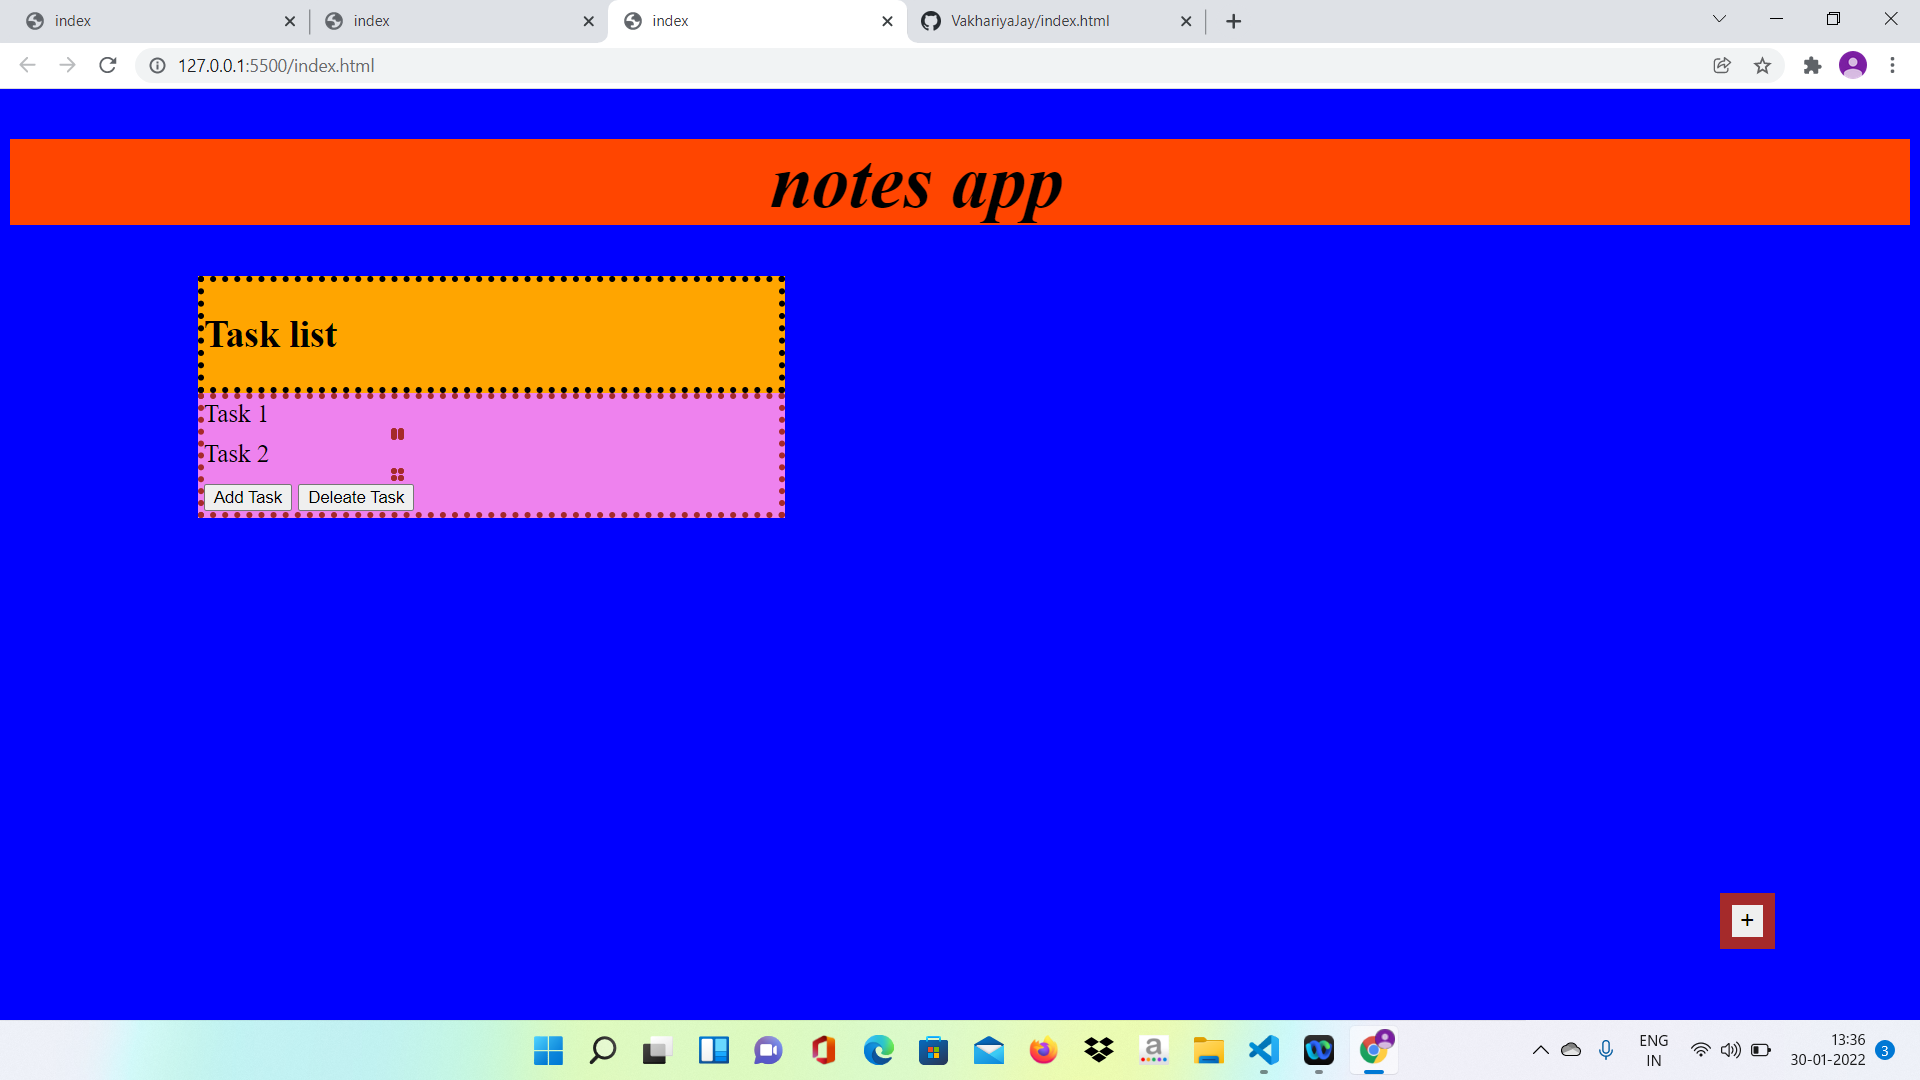 index
index
index
VakhariyaJay/index.html
127.0.0.1:5500/index.html
notes app
Task list
Task 1
Task 2
Add Task
Deleate Task
+
ENG
IN
13:36
30-01-2022
3